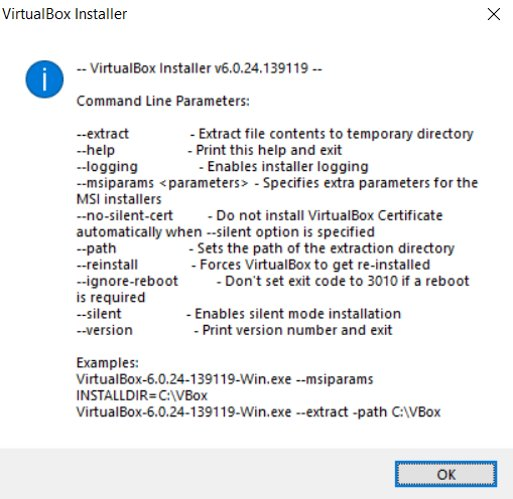 VirtualBox Installer
-- VirtualBox Installer v6.0.24.139119 --
Command Line Parameters:
--extract - Extract file contents to temporary directory
--help - Print this help and exit
--logging - Enables installer logging
--msiparams <parameters> - Specifies extra parameters for the
MSI installers
--no-silent-cert - Do not install VirtualBox Certificate
automatically when --silent option is specified
--path - Sets the path of the extraction directory
--reinstall - Forces VirtualBox to get re-installed
--ignore-reboot - Don't set exit code to 3010 if a reboot
is required
--silent - Enables silent mode installation
--version - Print version number and exit
Examples:
VirtualBox-6.0.24-139119-Win.exe --msiparams
INSTALLDIR=C:\VBox
VirtualBox-6.0.24-139119-Win.exe --extract -path C:\VBox
OK